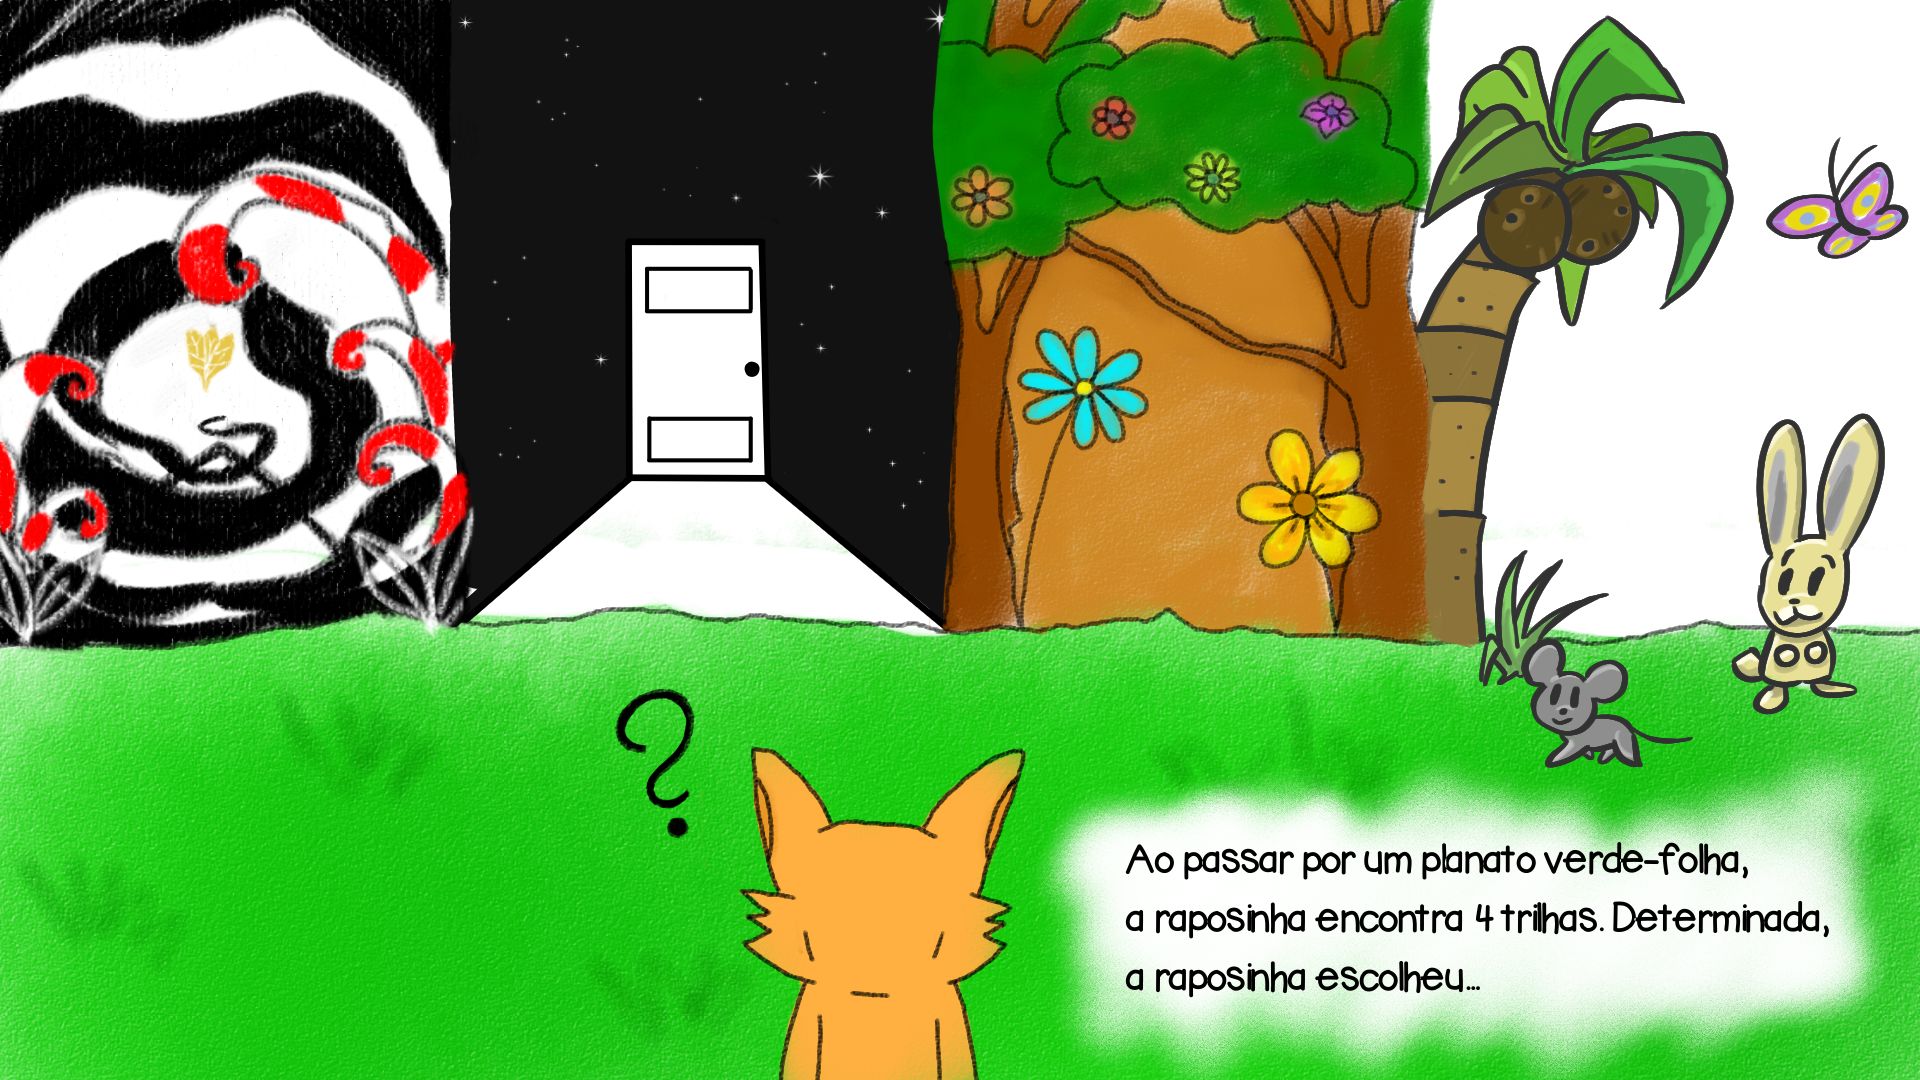 ?
Ao passar por um planato verde-folha,
a raposinha encontra 4 trilhas. Determinada,
a raposinha escolheu...